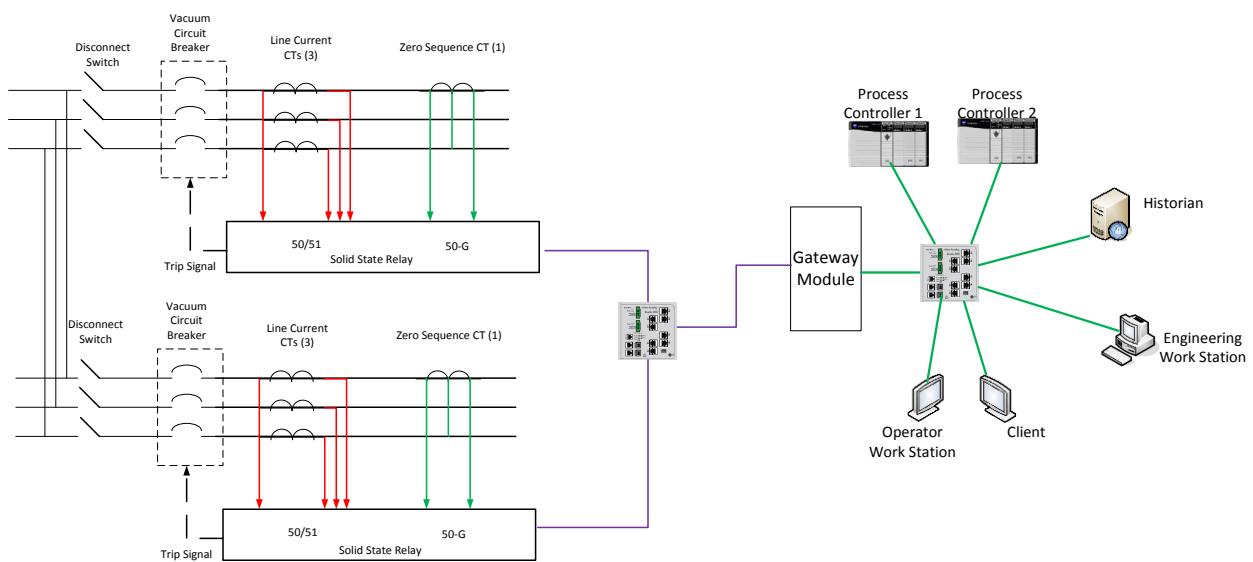 Vacuum
Circuit
Breaker
Disconnect
Switch
Line Current
CTs (3)
Zero Sequence CT (1)
50/51
50-G
Solid State Relay
Trip Signal
Vacuum
Circuit
Breaker
Disconnect
Switch
Line Current
CTs (3)
Zero Sequence CT (1)
50/51
50-G
Solid State Relay
Trip Signal
Gateway
Module
Process
Controller 1
Process
Controller 2
Historian
Engineering
Work Station
Client
Operator
Work Station